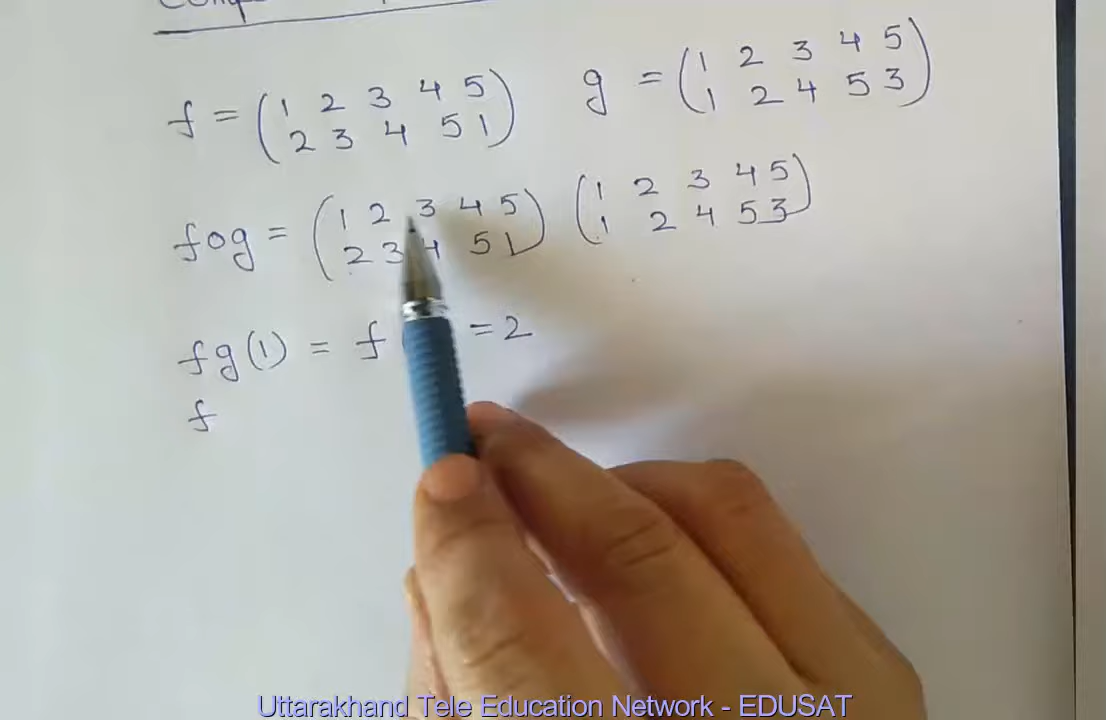 f = (1 2 3 4 5 g = (1 2 3 4 5
2 3 4 5 1) 1 2 4 5 3)
fog = (1 2 3 4 5 (1 2 3 4 5
2 3 4 5 1) 1 2 4 5 3)
fg(1) = f = 2
f
Uttarakhand Tele Education Network - EDUSAT